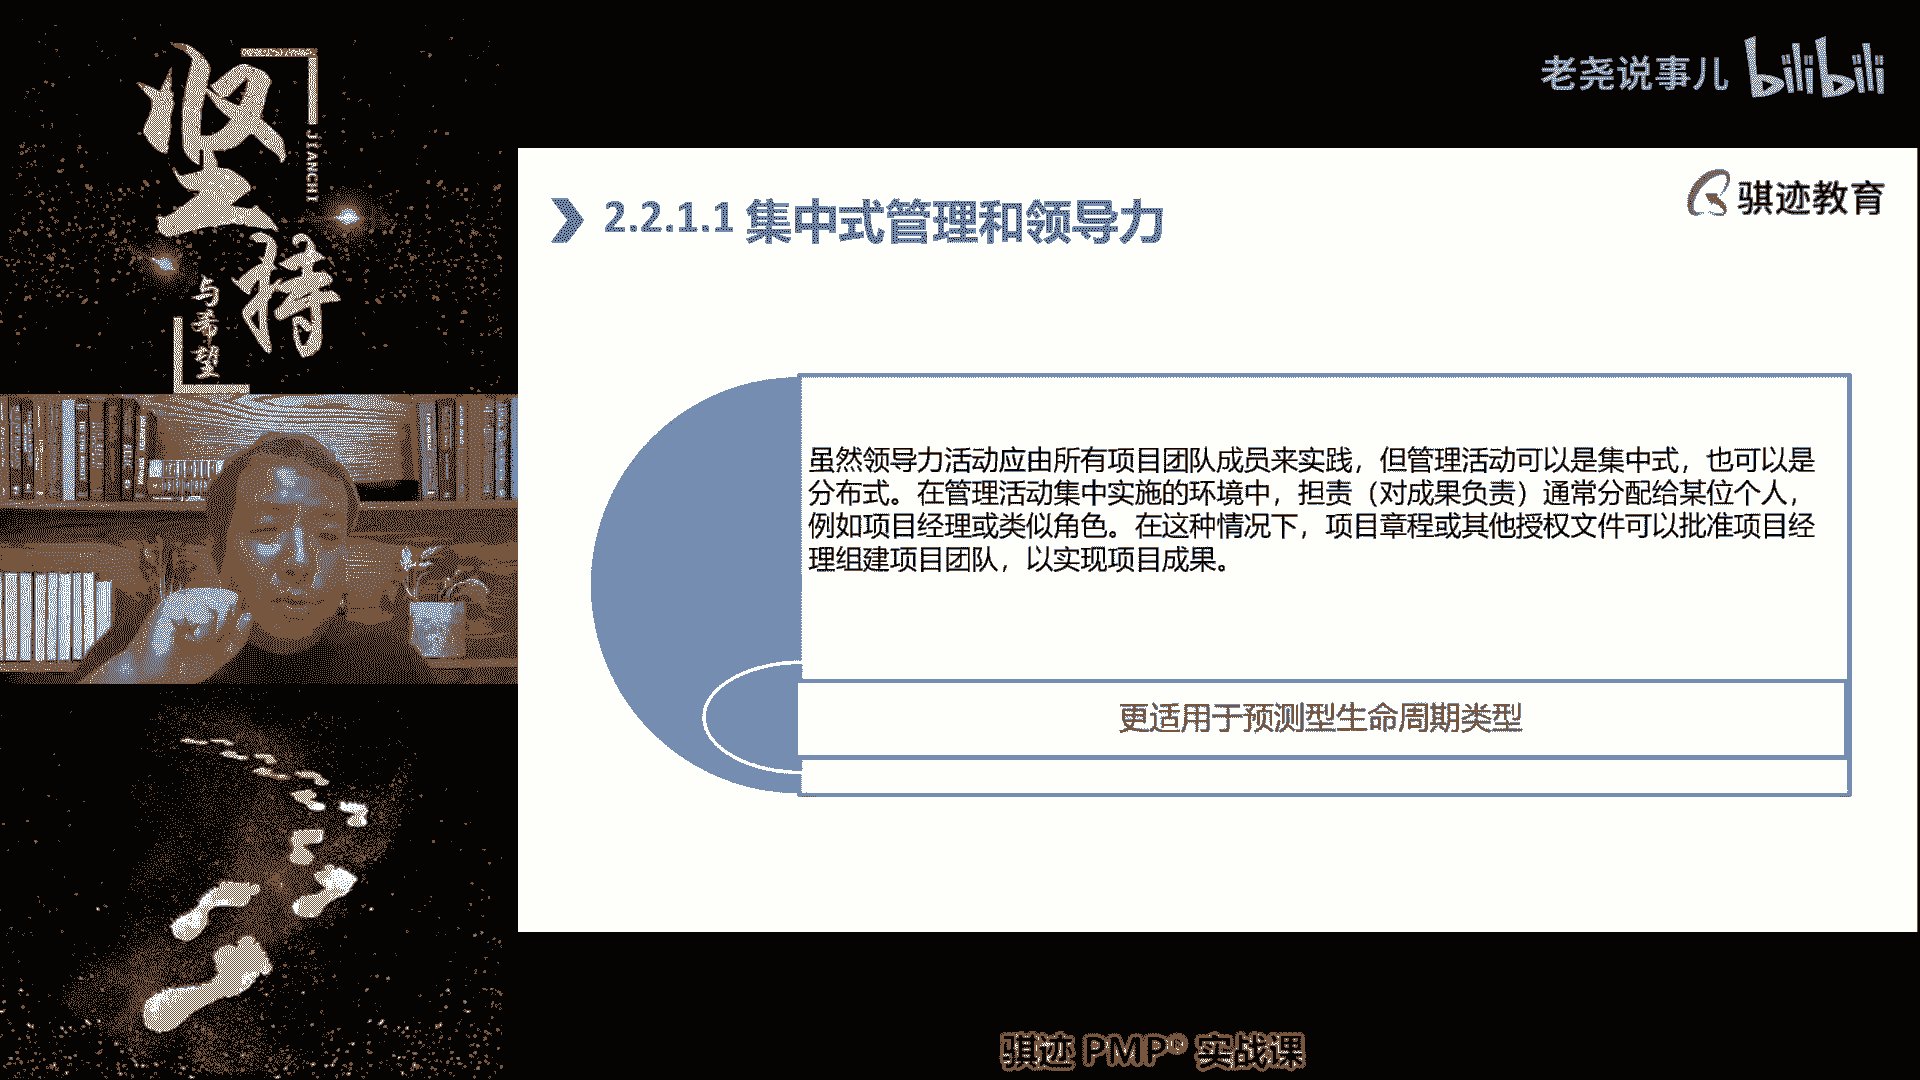 坚持
JIANCHI
与希望
老尧说事儿 bilibili
骐迹教育
2.2.1.1 集中式管理和领导力
虽然领导力活动应由所有项目团队成员来实践，但管理活动可以是集中式，也可以是
分布式。在管理活动集中实施的环境中，担责（对成果负责）通常分配给某位个人，
例如项目经理或类似角色。在这种情况下，项目章程或其他授权文件可以批准项目经
理组建项目团队，以实现项目成果。
更适用于预测型生命周期类型
骐迹 PMP® 实战课